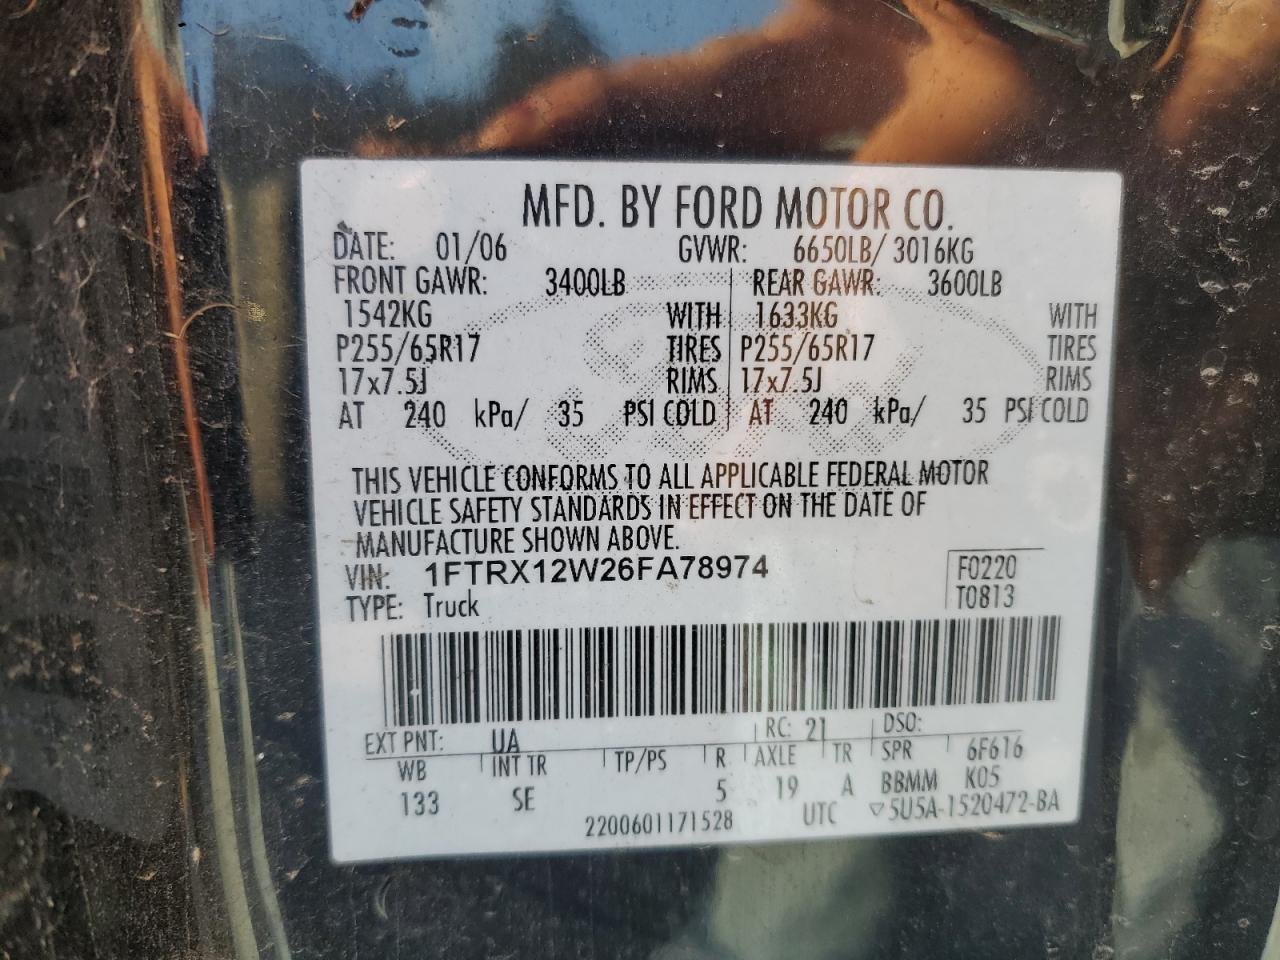 MFD. BY FORD MOTOR CO.
DATE: 01/06 GVWR: 6650LB/ 3016KG
FRONT GAWR: 3400LB REAR GAWR: 3600LB
1542KG WITH 1633KG WITH
P255/65R17 TIRES P255/65R17 TIRES
17x7.5J RIMS 17x7.5J RIMS
AT 240 kPa/ 35 PSI COLD AT 240 kPa/ 35 PSI COLD
THIS VEHICLE CONFORMS TO ALL APPLICABLE FEDERAL MOTOR
VEHICLE SAFETY STANDARDS IN EFFECT ON THE DATE OF
MANUFACTURE SHOWN ABOVE.
VIN: 1FTRX12W26FA78974 F0220
TYPE: Truck T0813
EXT PNT: UA RC: 21 DSO:
WB INT TR TP/PS R AXLE TR SPR 6F616
133 SE 5 19 A BBMM K05
2200601171528 UTC ▽5U5A-1520472-BA